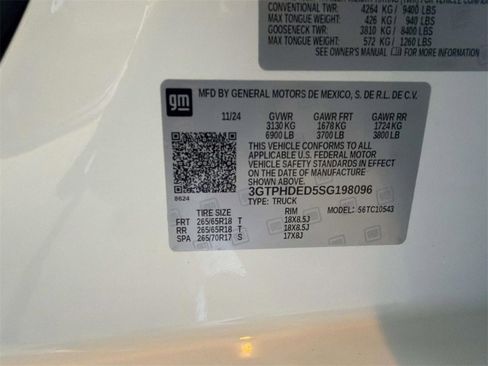 CONVENTIONAL TWR: 4264 KG / 9400 LBS
MAX TONGUE WEIGHT: 426 KG / 940 LBS
GOOSENECK TWR: 3810 KG / 8400 LBS
MAX TONGUE WEIGHT: 572 KG / 1260 LBS
SEE OWNER'S MANUAL
gm
MFD BY GENERAL MOTORS DE MEXICO, S. DE R.L. DE C.V.
11/24 GVWR GAWR FRT GAWR RR
3130 KG 1678 KG 1724 KG
6900 LB 3700 LB 3800 LB
THIS VEHICLE CONFORMS TO ALL
APPLICABLE U.S. FEDERAL MOTOR
VEHICLE SAFETY STANDARDS IN EFFECT
ON THE DATE OF MANUFACTURE SHOWN ABOVE.
3GTPHDED5SG198096
8624
TYPE: TRUCK
TIRE SIZE RIM MODEL: 56TC10543
FRT 265/65R18 T 18X8.5J
RR 265/65R18 T 18X8.5J
SPA 265/70R17 S 17X8J